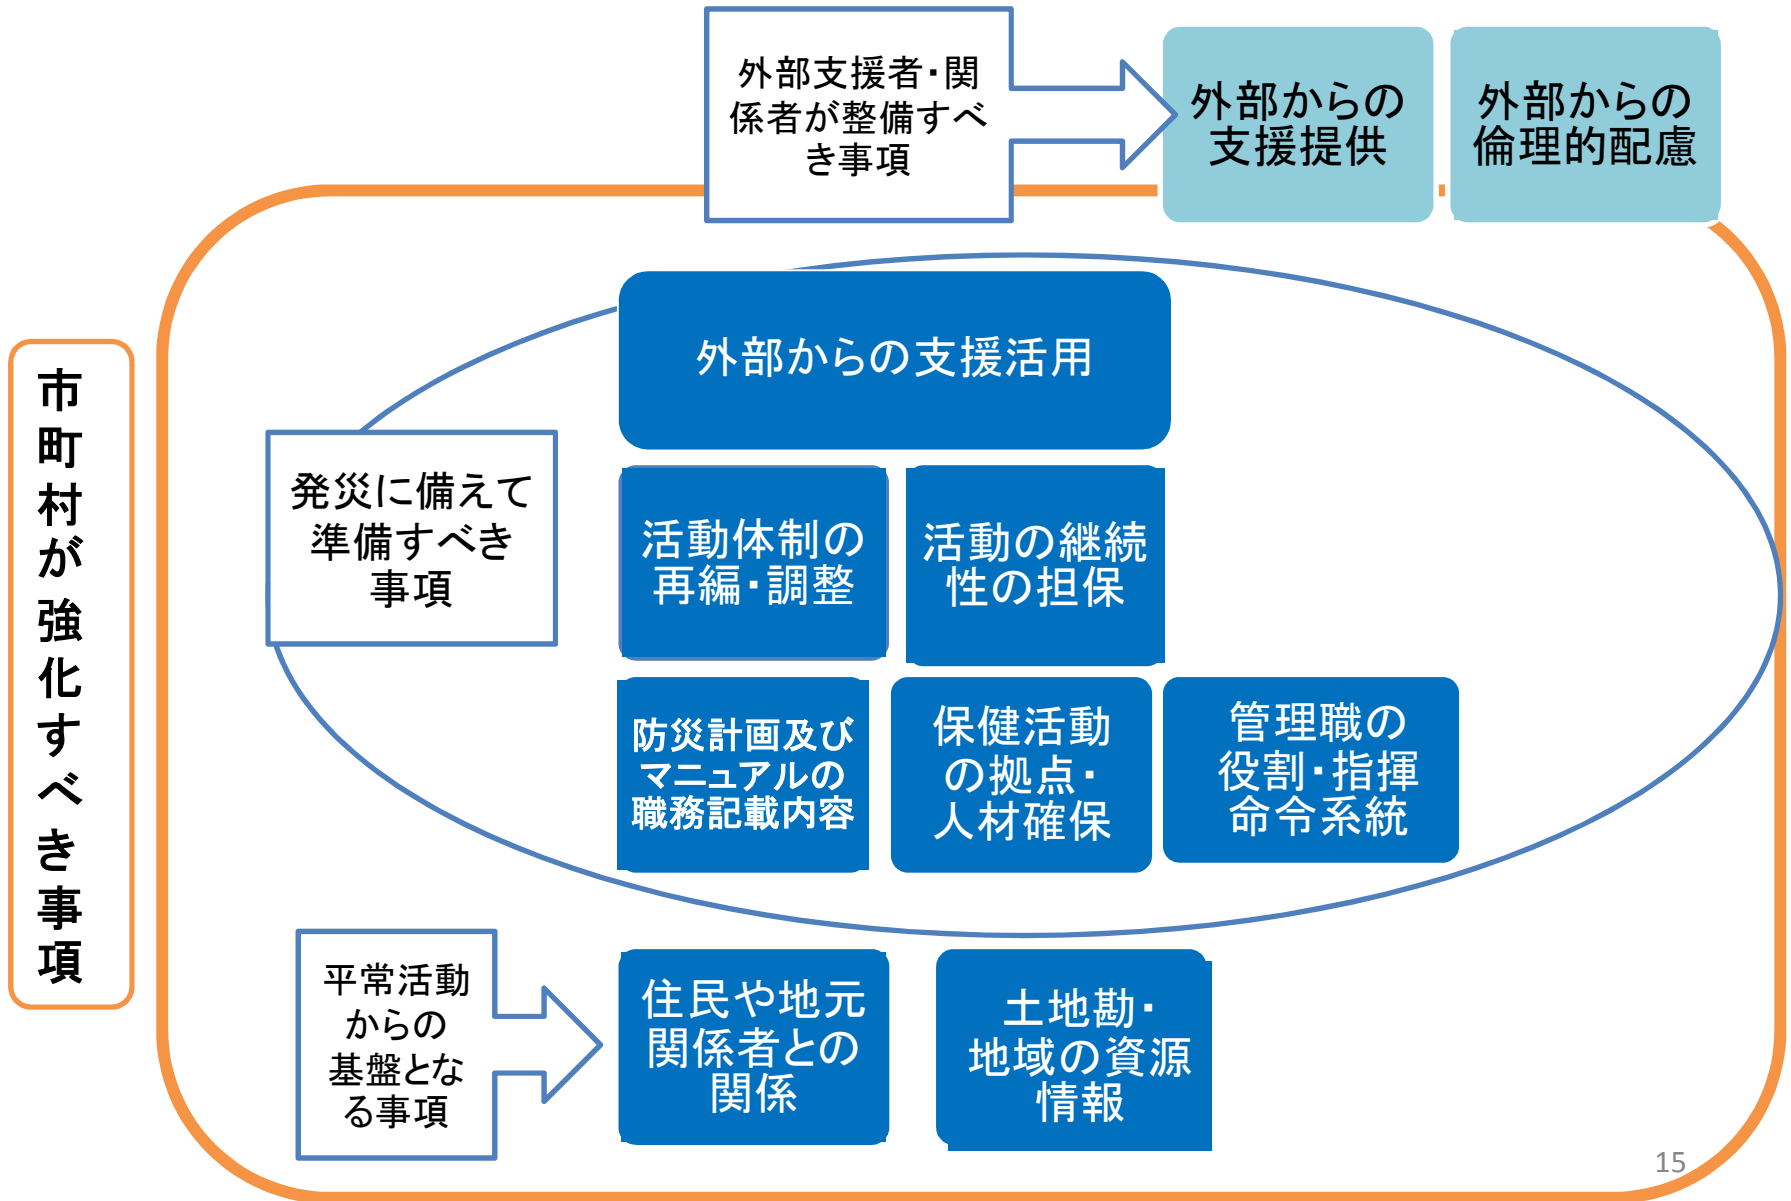 外部支援者・関
係者が整備すべ
き事項
外部からの
支援提供
外部からの
倫理的配慮
市町村が強化すべき事項
外部からの支援活用
発災に備えて
準備すべき
事項
活動体制の
再編・調整
活動の継続
性の担保
防災計画及び
マニュアルの
職務記載内容
保健活動
の拠点・
人材確保
管理職の
役割・指揮
命令系統
平常活動
からの
基盤とな
る事項
住民や地元
関係者との
関係
土地勘・
地域の資源
情報
15